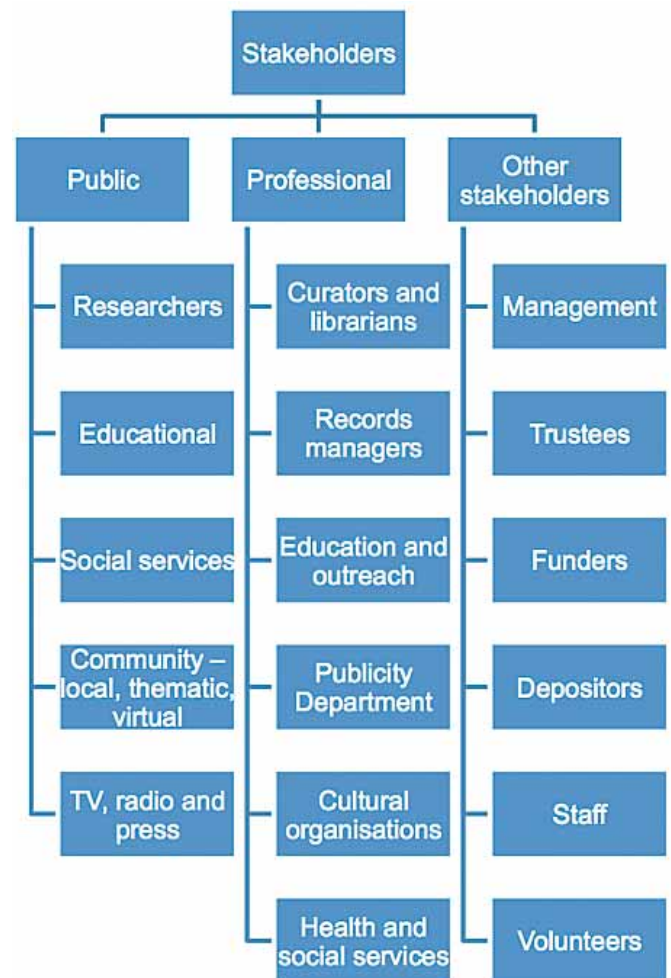 Stakeholders
Public
Professional
Other
stakeholders
Researchers
Educational
Social services
Community –
local, thematic,
virtual
TV, radio and
press
Curators and
librarians
Records
managers
Education and
outreach
Publicity
Department
Cultural
organisations
Health and
social services
Management
Trustees
Funders
Depositors
Staff
Volunteers